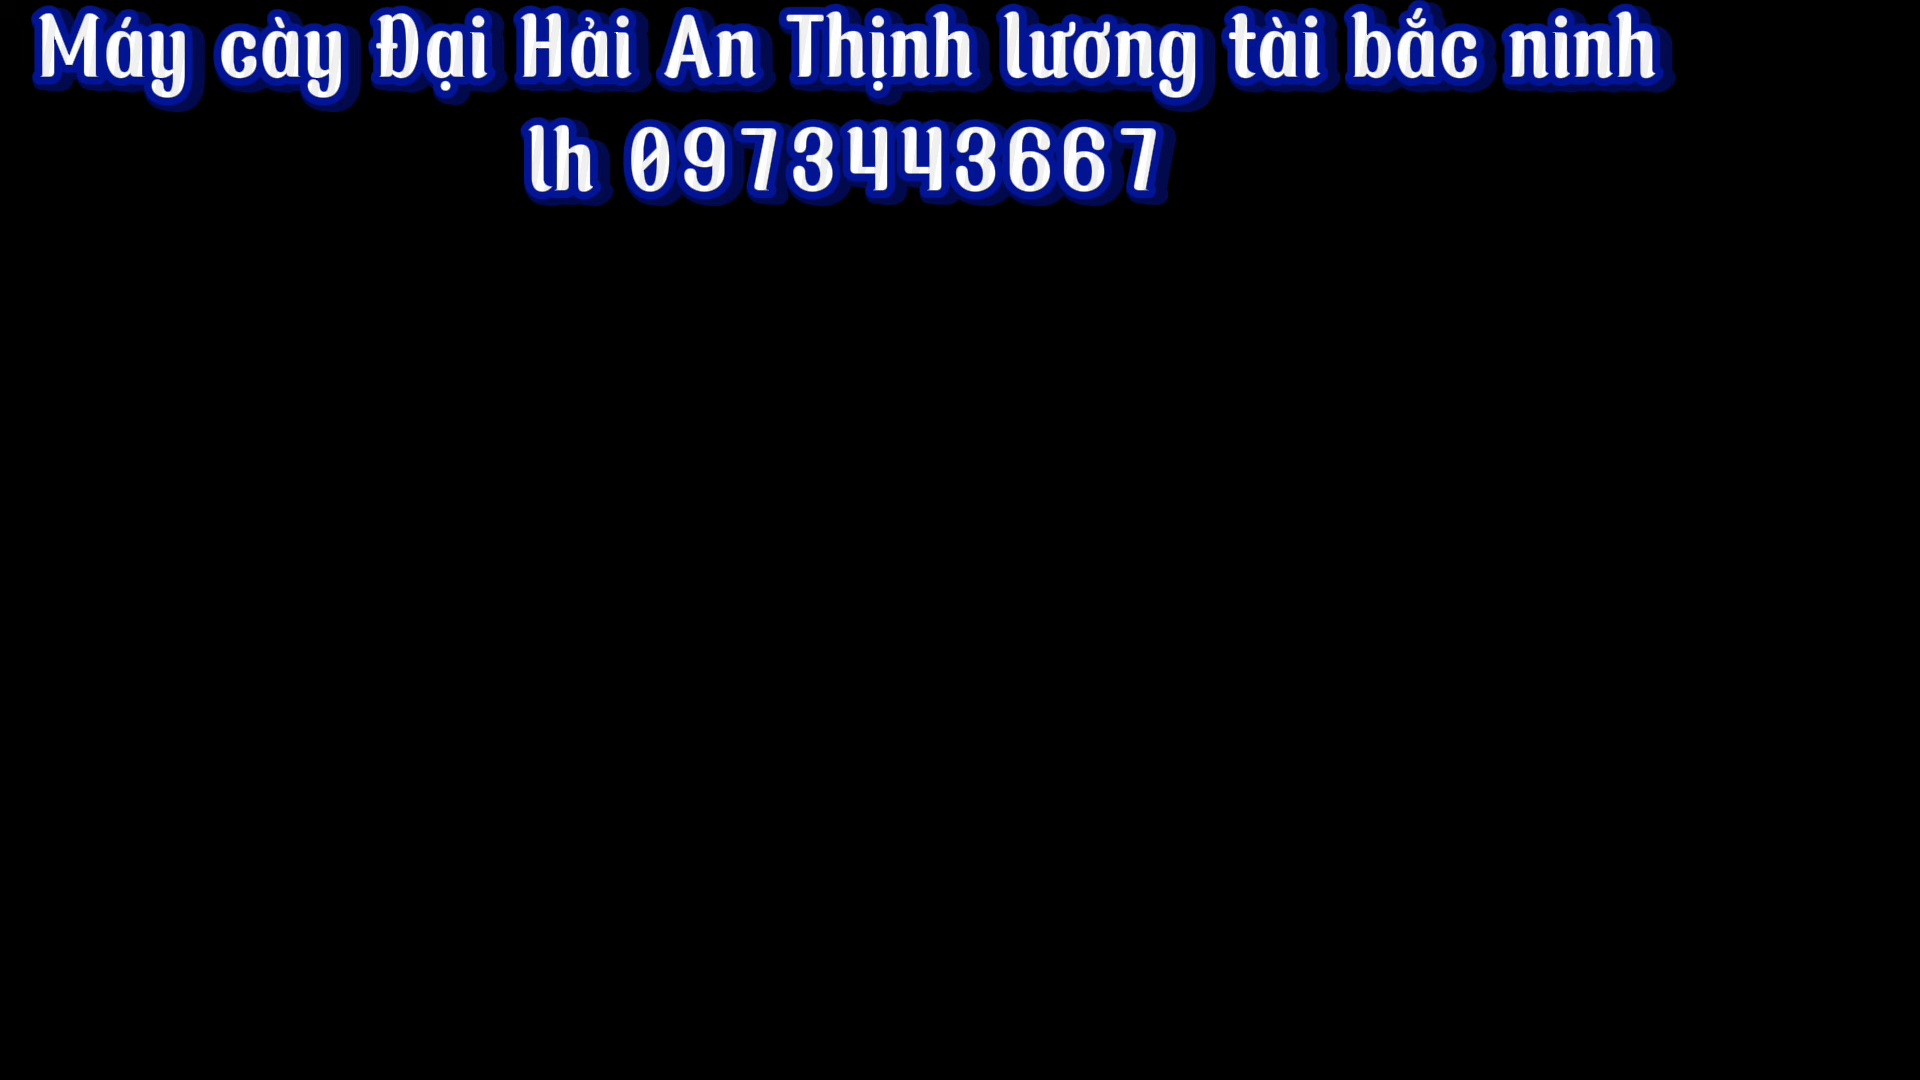 Máy cày Đại Hải An Thịnh lương tài bắc ninh
lh 0973443667